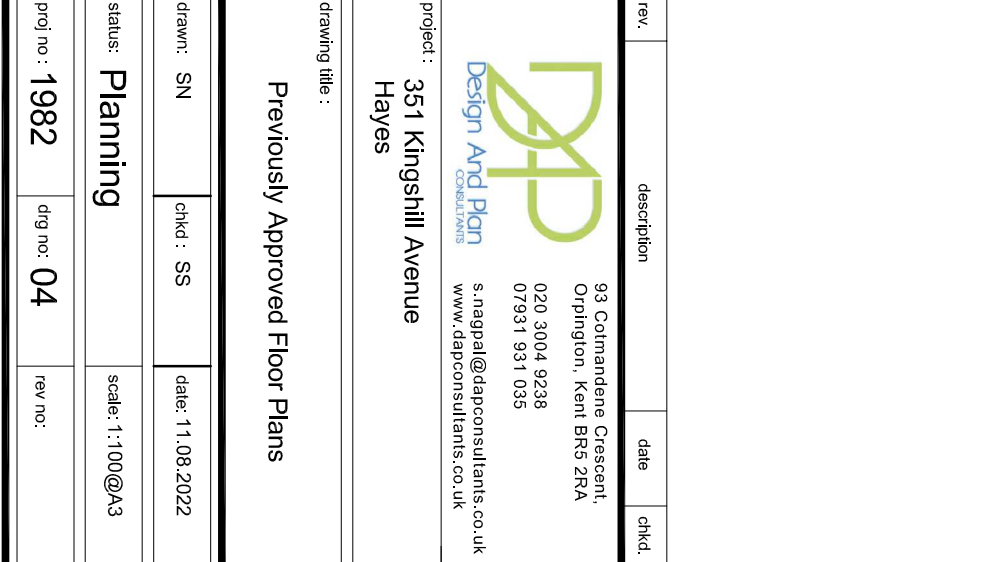 rev.
description
date
chkd.
DAP
Design And Plan
CONSULTANTS
93 Cotmandene Crescent,
Orpington, Kent BR5 2RA
020 3004 9238
07931 931 035
s.nagpal@dapconsultants.co.uk
www.dapconsultants.co.uk
project :
351 Kingshill Avenue
Hayes
drawing title :
Previously Approved Floor Plans
drawn: SN
chkd : SS
date: 11.08.2022
status: Planning
scale: 1:100@A3
proj no : 1982
drg no: 04
rev no: